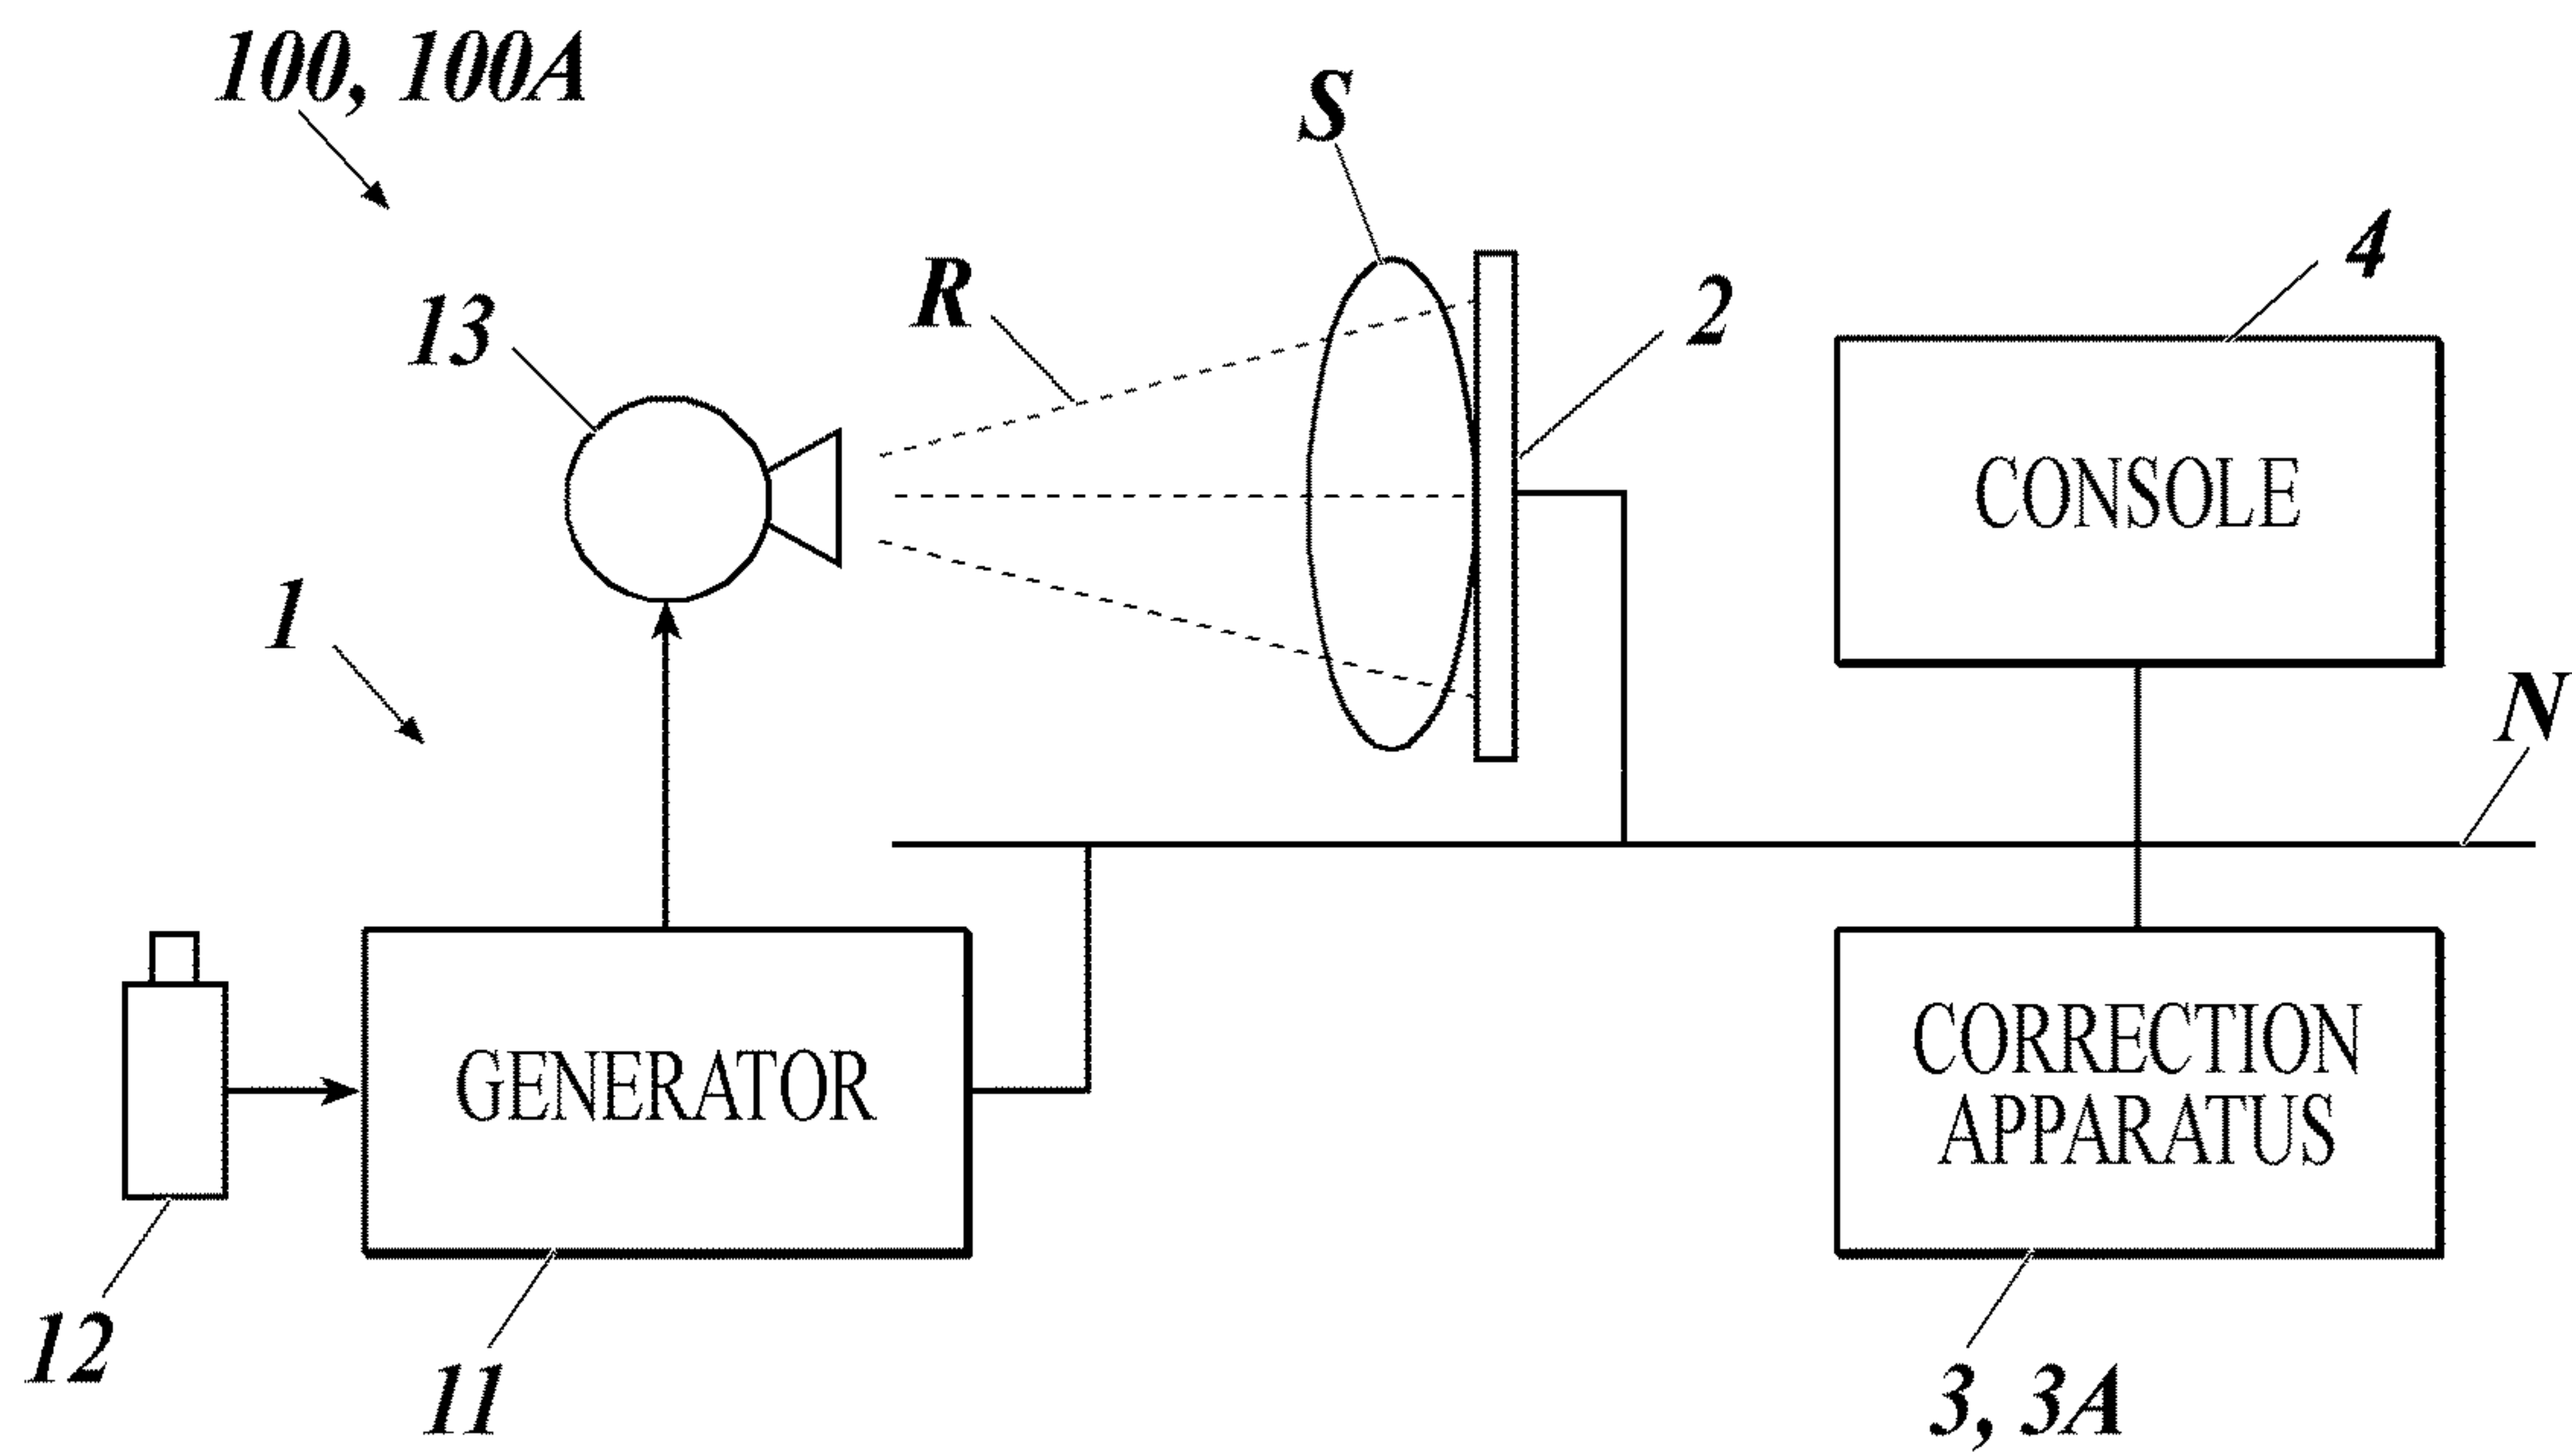 100, 100A
S
4
R
2
13
CONSOLE
1
N
GENERATOR
CORRECTION
APPARATUS
12
11
3, 3A